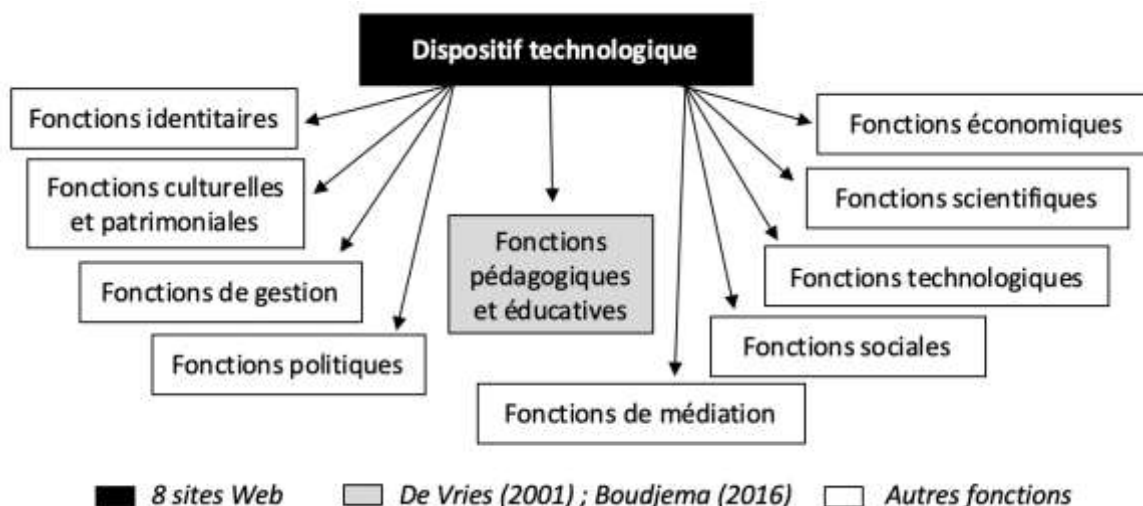 Dispositif technologique
Fonctions identitaires
Fonctions économiques
Fonctions culturelles
et patrimoniales
Fonctions scientifiques
Fonctions
pédagogiques
et éducatives
Fonctions de gestion
Fonctions technologiques
Fonctions politiques
Fonctions sociales
Fonctions de médiation
8 sites Web
De Vries (2001) ; Boudjema (2016)
Autres fonctions